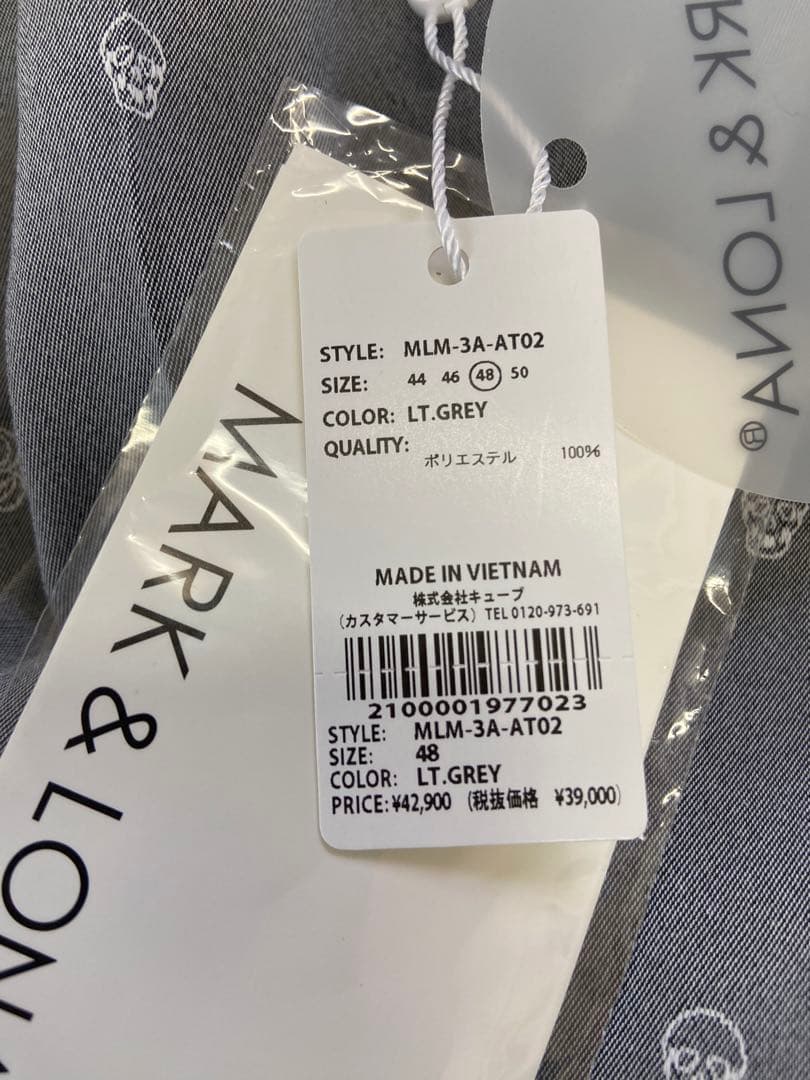 RK & LONA®
STYLE: MLM-3A-AT02
SIZE: 44 46 48 50
COLOR: LT.GREY
QUALITY:
ポリエステル 100%
MADE IN VIETNAM
株式会社キューブ
(カスタマーサービス) TEL 0120-973-691
2100001977023
STYLE: MLM-3A-AT02
SIZE: 48
COLOR: LT.GREY
PRICE:¥42,900 (税抜価格 ¥39,000)
MARK & LONA